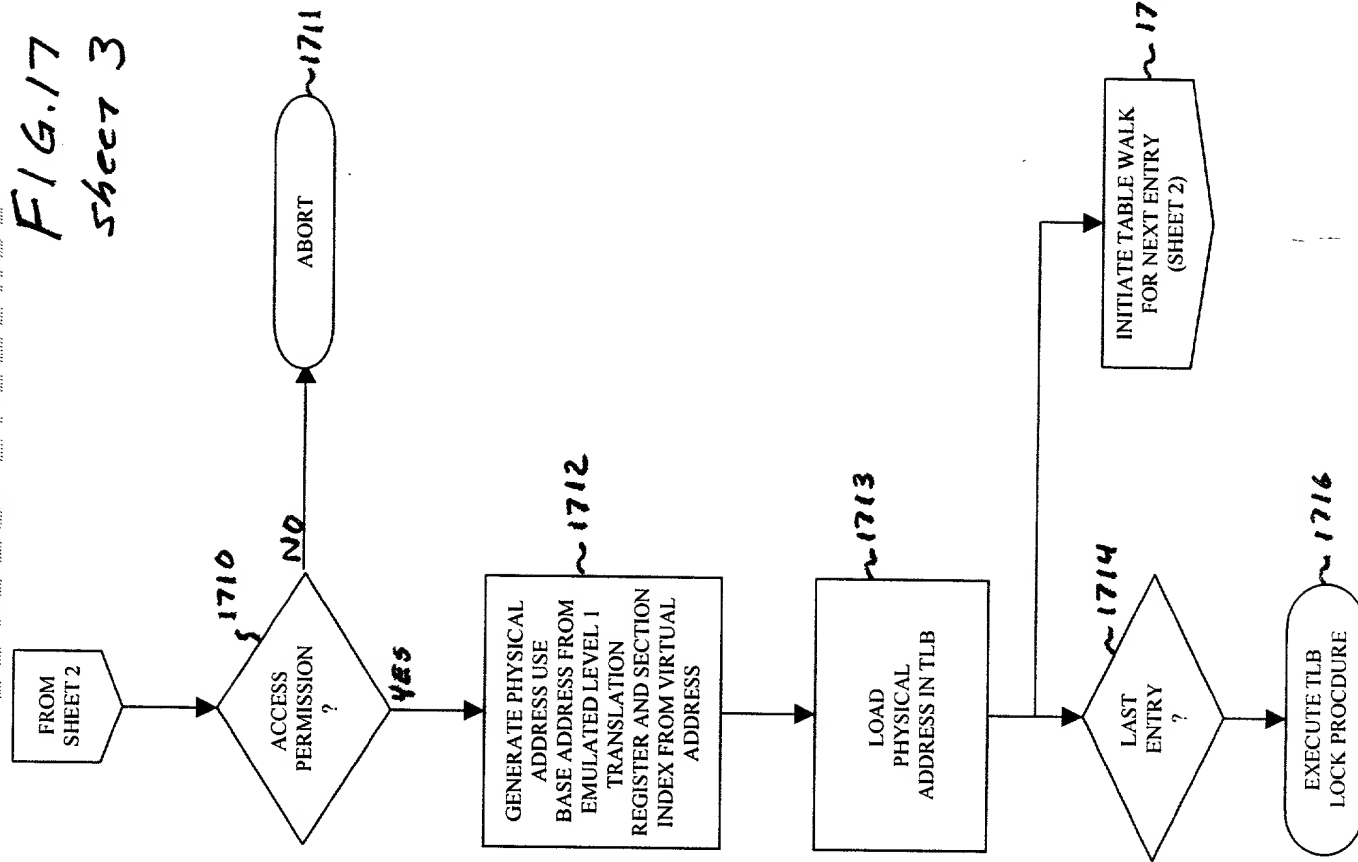 FIG.17
Sheet 3
FROM
SHEET 2
1710
ACCESS
PERMISSION
?
NO
ABORT
1711
YES
GENERATE PHYSICAL
ADDRESS USE
BASE ADDRESS FROM
EMULATED LEVEL 1
TRANSLATION
REGISTER AND SECTION
INDEX FROM VIRTUAL
ADDRESS
1712
LOAD
PHYSICAL
ADDRESS IN TLB
1713
LAST
ENTRY
?
1714
INITIATE TABLE WALK
FOR NEXT ENTRY
(SHEET 2)
17
EXECUTE TLB
LOCK PROCDURE
1716